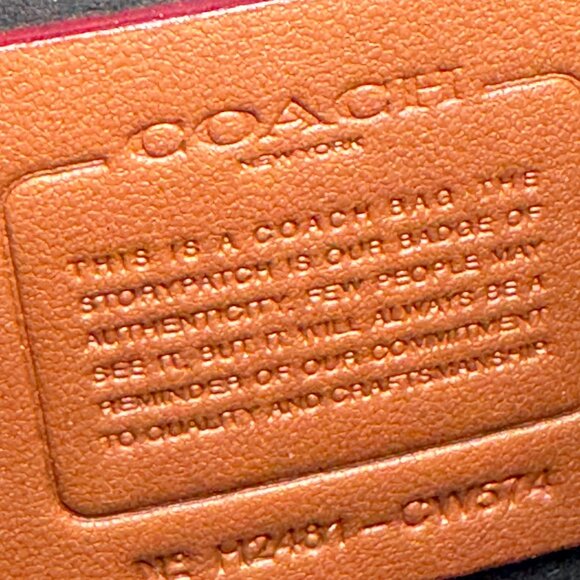 COACH
NEW YORK
THIS IS A COACH BAG. THE
STORYPATCH IS OUR BADGE OF
AUTHENTICITY. FEW PEOPLE MAY
SEE IT, BUT IT WILL ALWAYS BE A
REMINDER OF OUR COMMITMENT
TO QUALITY AND CRAFTSMANSHIP
H2481 - CW574